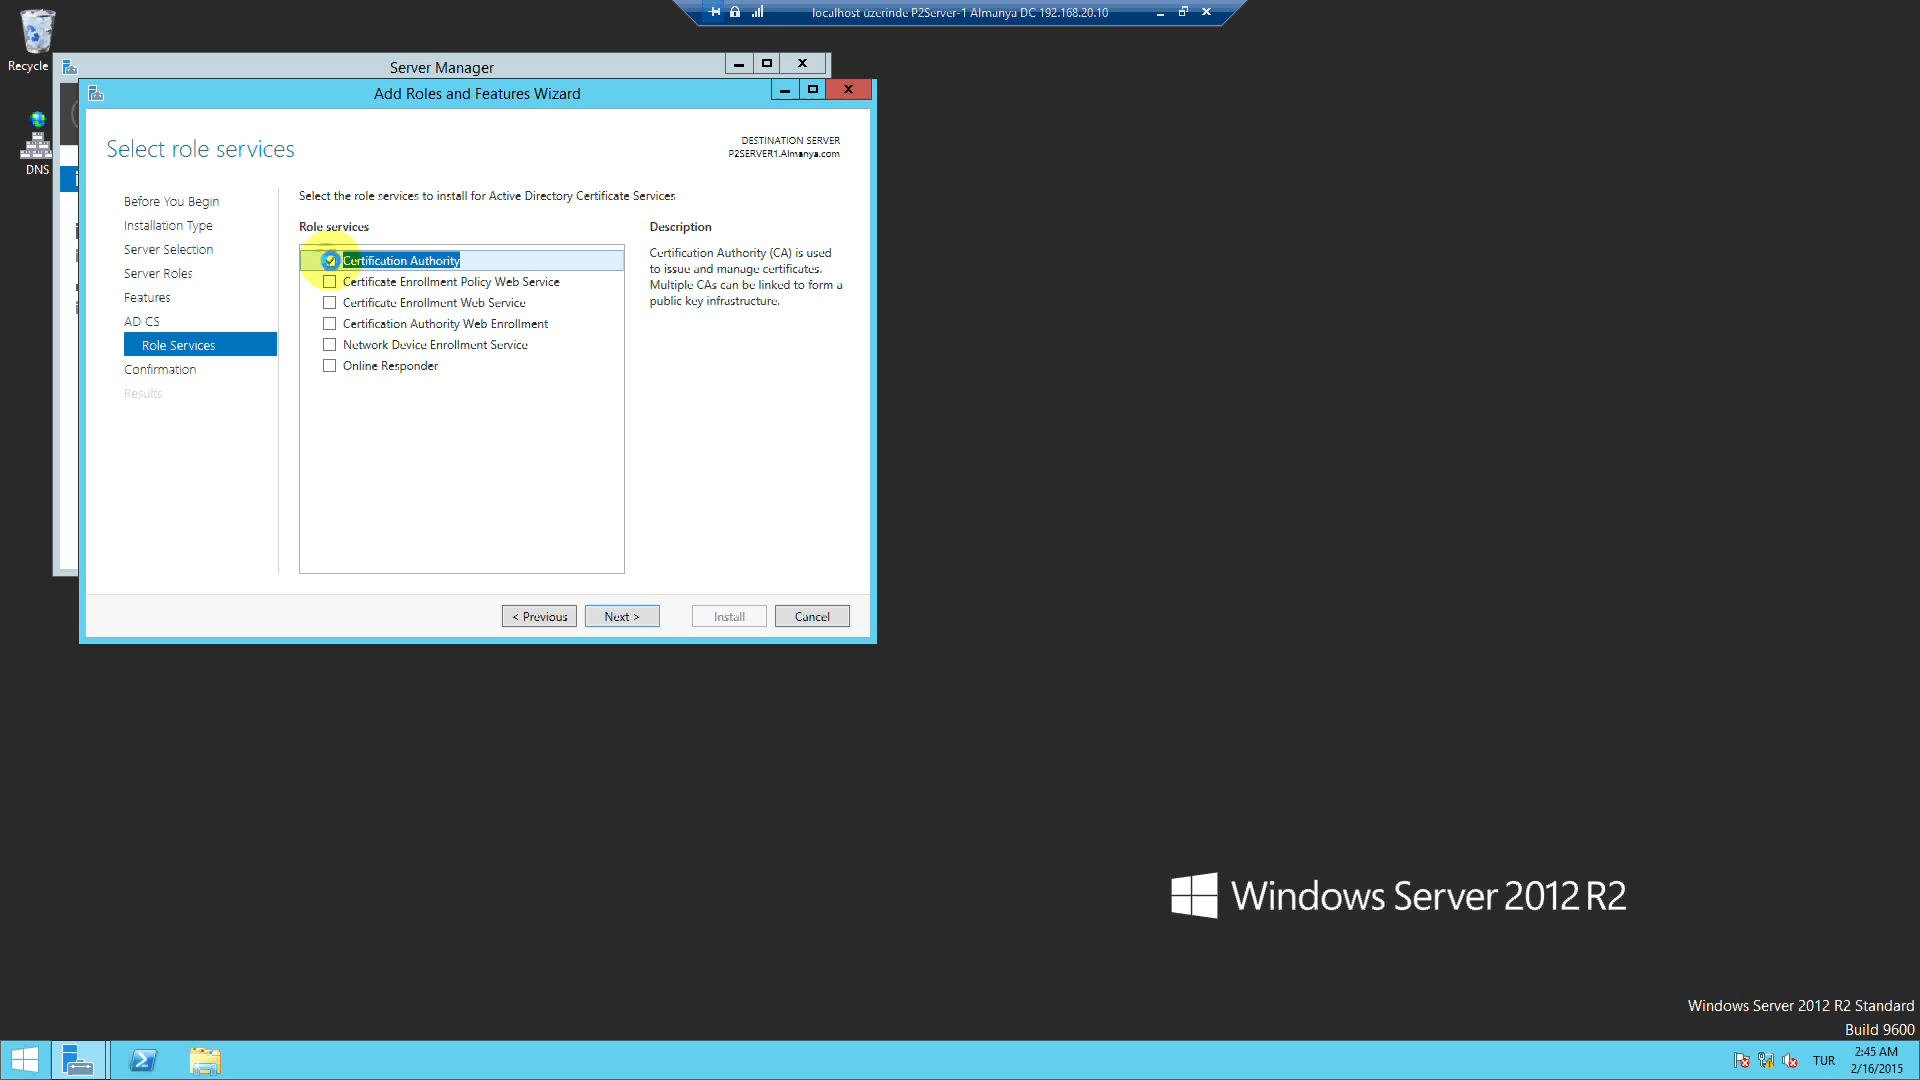 localhost üzerinde P2Server-1 Almanya DC 192.168.20.10
Recycle
Server Manager
Add Roles and Features Wizard
DNS
Select role services
DESTINATION SERVER
P2SERVER1.Almanya.com
Before You Begin
Installation Type
Server Selection
Server Roles
Features
AD CS
Role Services
Confirmation
Results
Select the role services to install for Active Directory Certificate Services
Role services
Certification Authority
Certificate Enrollment Policy Web Service
Certificate Enrollment Web Service
Certification Authority Web Enrollment
Network Device Enrollment Service
Online Responder
Description
Certification Authority (CA) is used
to issue and manage certificates.
Multiple CAs can be linked to form a
public key infrastructure.
< Previous
Next >
Install
Cancel
Windows Server 2012 R2
Windows Server 2012 R2 Standard
Build 9600
TUR
2:45 AM
2/16/2015